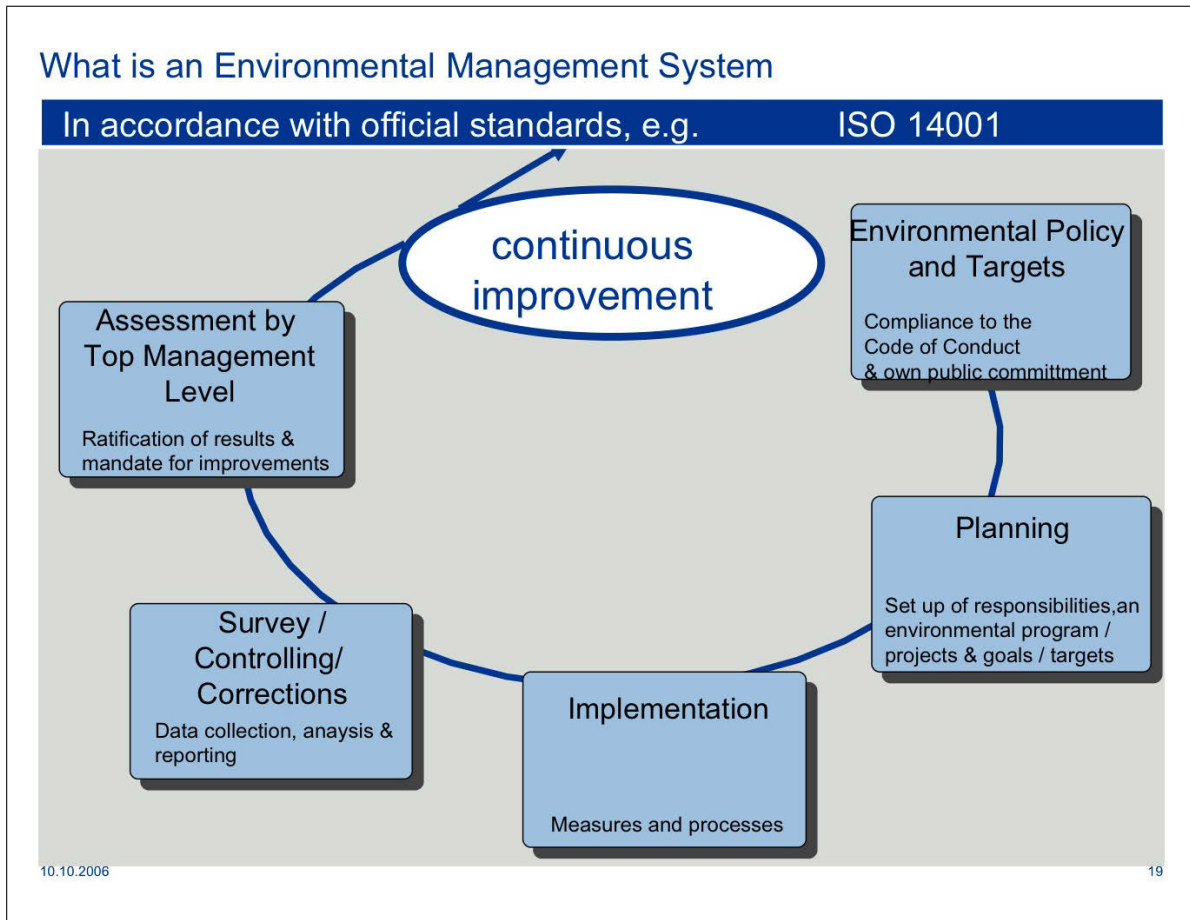 What is an Environmental Management System
In accordance with official standards, e.g. ISO 14001
continuous
improvement
Environmental Policy
and Targets
Compliance to the
Code of Conduct
& own public committment
Planning
Set up of responsibilities,an
environmental program /
projects & goals / targets
Implementation
Measures and processes
Survey /
Controlling/
Corrections
Data collection, anaysis &
reporting
Assessment by
Top Management
Level
Ratification of results &
mandate for improvements
10.10.2006
19